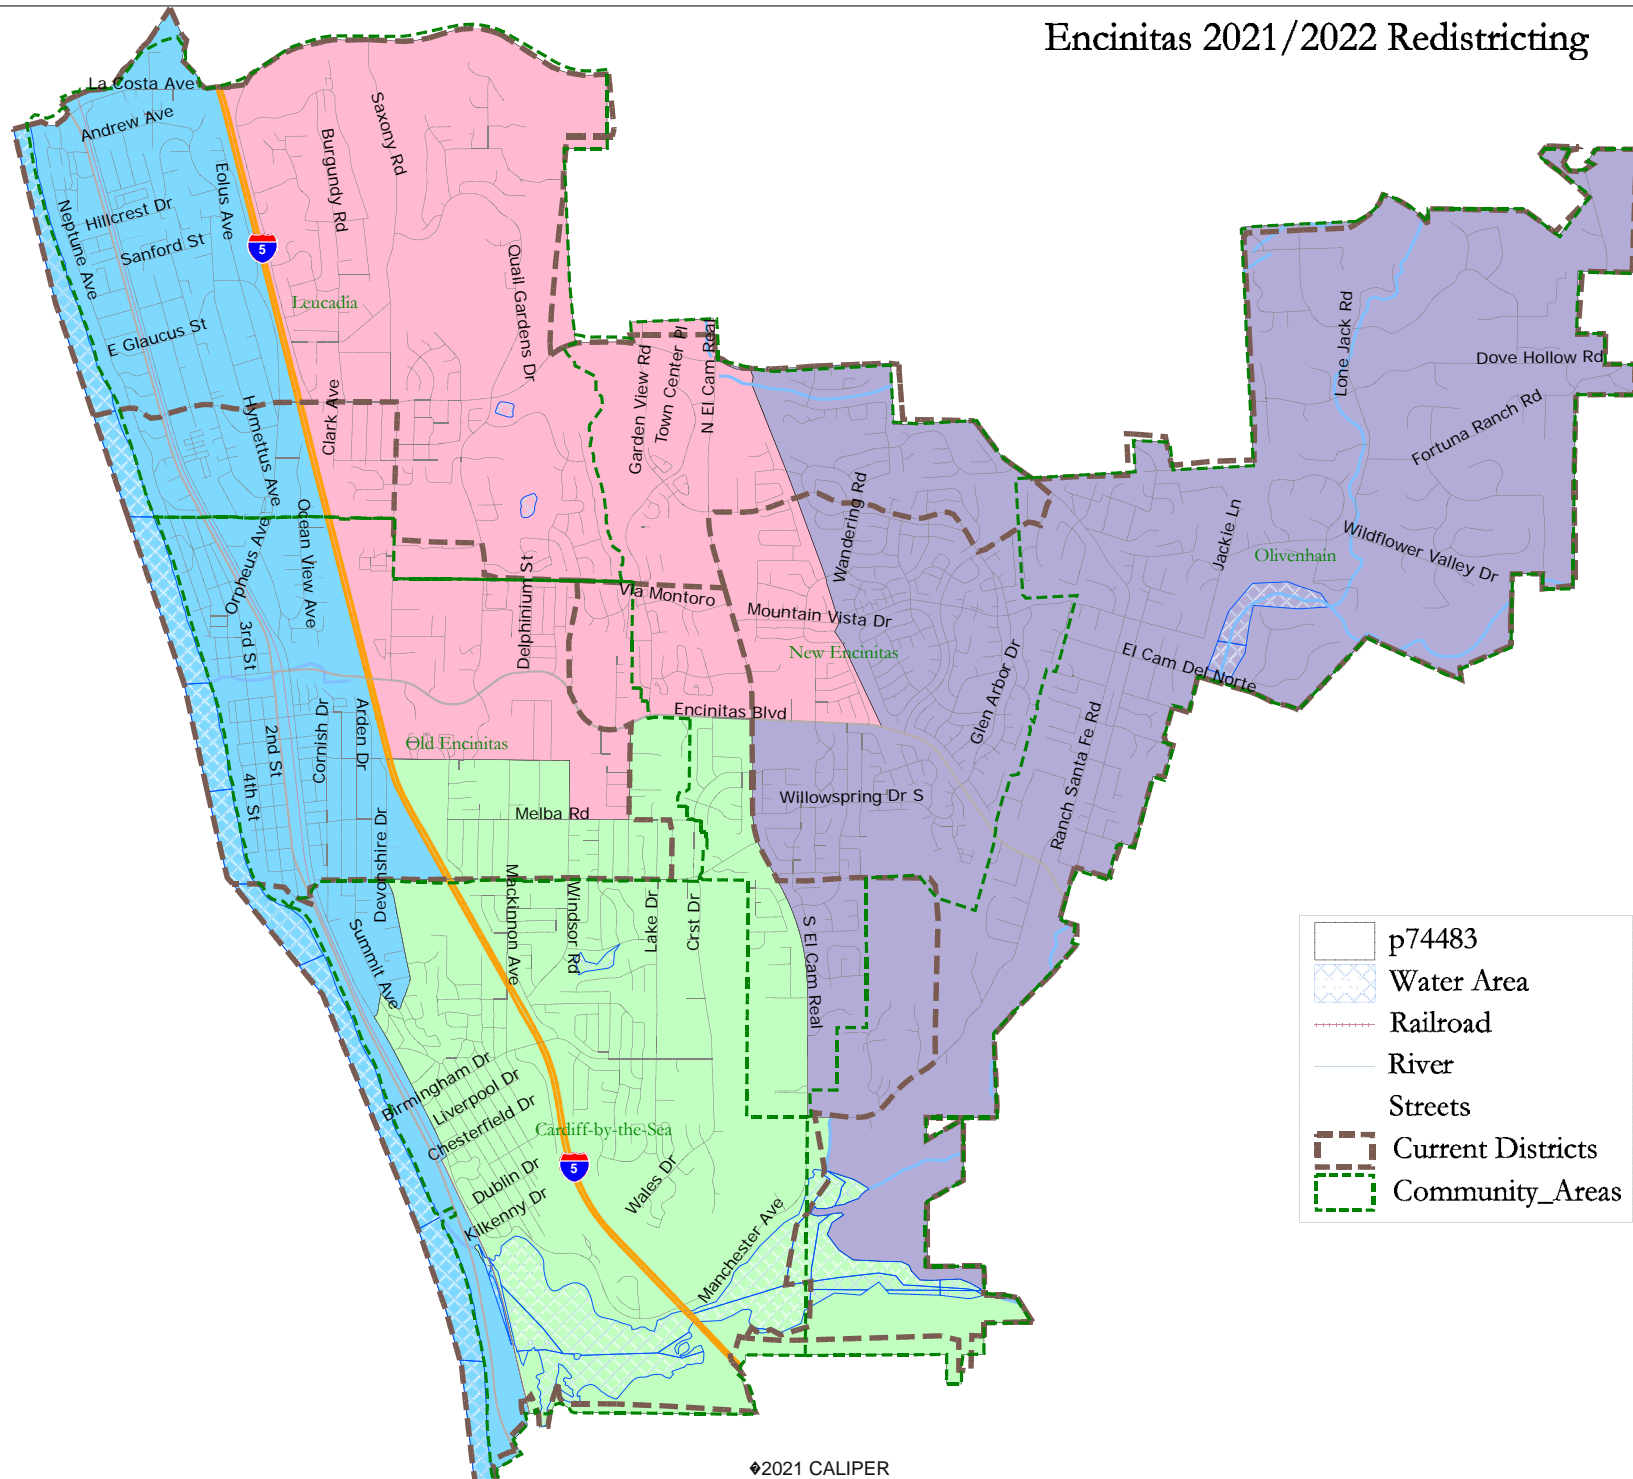 Encinitas 2021/2022 Redistricting
La Costa Ave
Andrew Ave
Saxony Rd
Burgundy Rd
Eolus Ave
Neptune Ave
Hillcrest Dr
Sanford St
5
Quail Gardens Dr
Leucadia
E Glaucus St
Clark Ave
Hymettus Ave
Garden View Rd
Town Center Pl
N El Cam Real
Lone Jack Rd
Dove Hollow Rd
Fortuna Ranch Rd
Wandering Rd
Jackie Ln
Wildflower Valley Dr
Olivenhain
Ocean View Ave
Orpheus Ave
3rd St
Delphinium St
Via Montoro
Mountain Vista Dr
New Encinitas
El Cam Del Norte
Glen Arbor Dr
Ranch Santa Fe Rd
Encinitas Blvd
Old Encinitas
2nd St
Cornish Dr
Arden Dr
4th St
Willowspring Dr S
Melba Rd
Devonshire Dr
Mackinnon Ave
Windsor Rd
Lake Dr
Crst Dr
S El Cam Real
Summit Ave
Birmingham Dr
Liverpool Dr
Chesterfield Dr
Cardiff-by-the-Sea
5
Dublin Dr
Kilkenny Dr
Wales Dr
Manchester Ave
p74483
Water Area
Railroad
River
Streets
Current Districts
Community_Areas
�2021 CALIPER